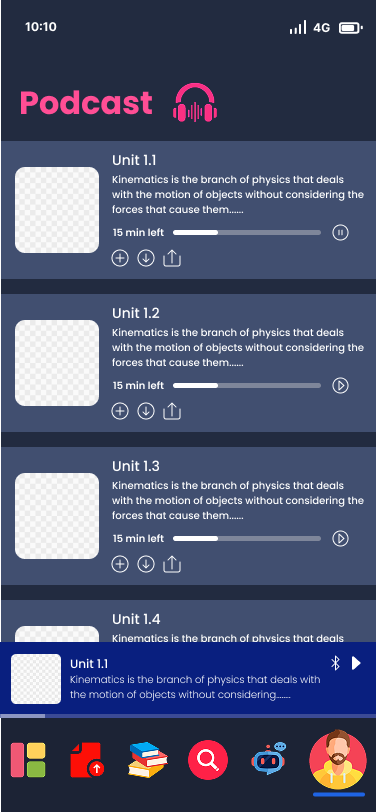 10:10
4G
Podcast
Unit 1.1
Kinematics is the branch of physics that deals
with the motion of objects without considering the
forces that cause them......
15 min left
Unit 1.2
Kinematics is the branch of physics that deals
with the motion of objects without considering the
forces that cause them......
15 min left
Unit 1.3
Kinematics is the branch of physics that deals
with the motion of objects without considering the
forces that cause them......
15 min left
Unit 1.4
Kinematics is the branch of physics that deals
Unit 1.1
Kinematics is the branch of physics that deals with
the motion of objects without considering......